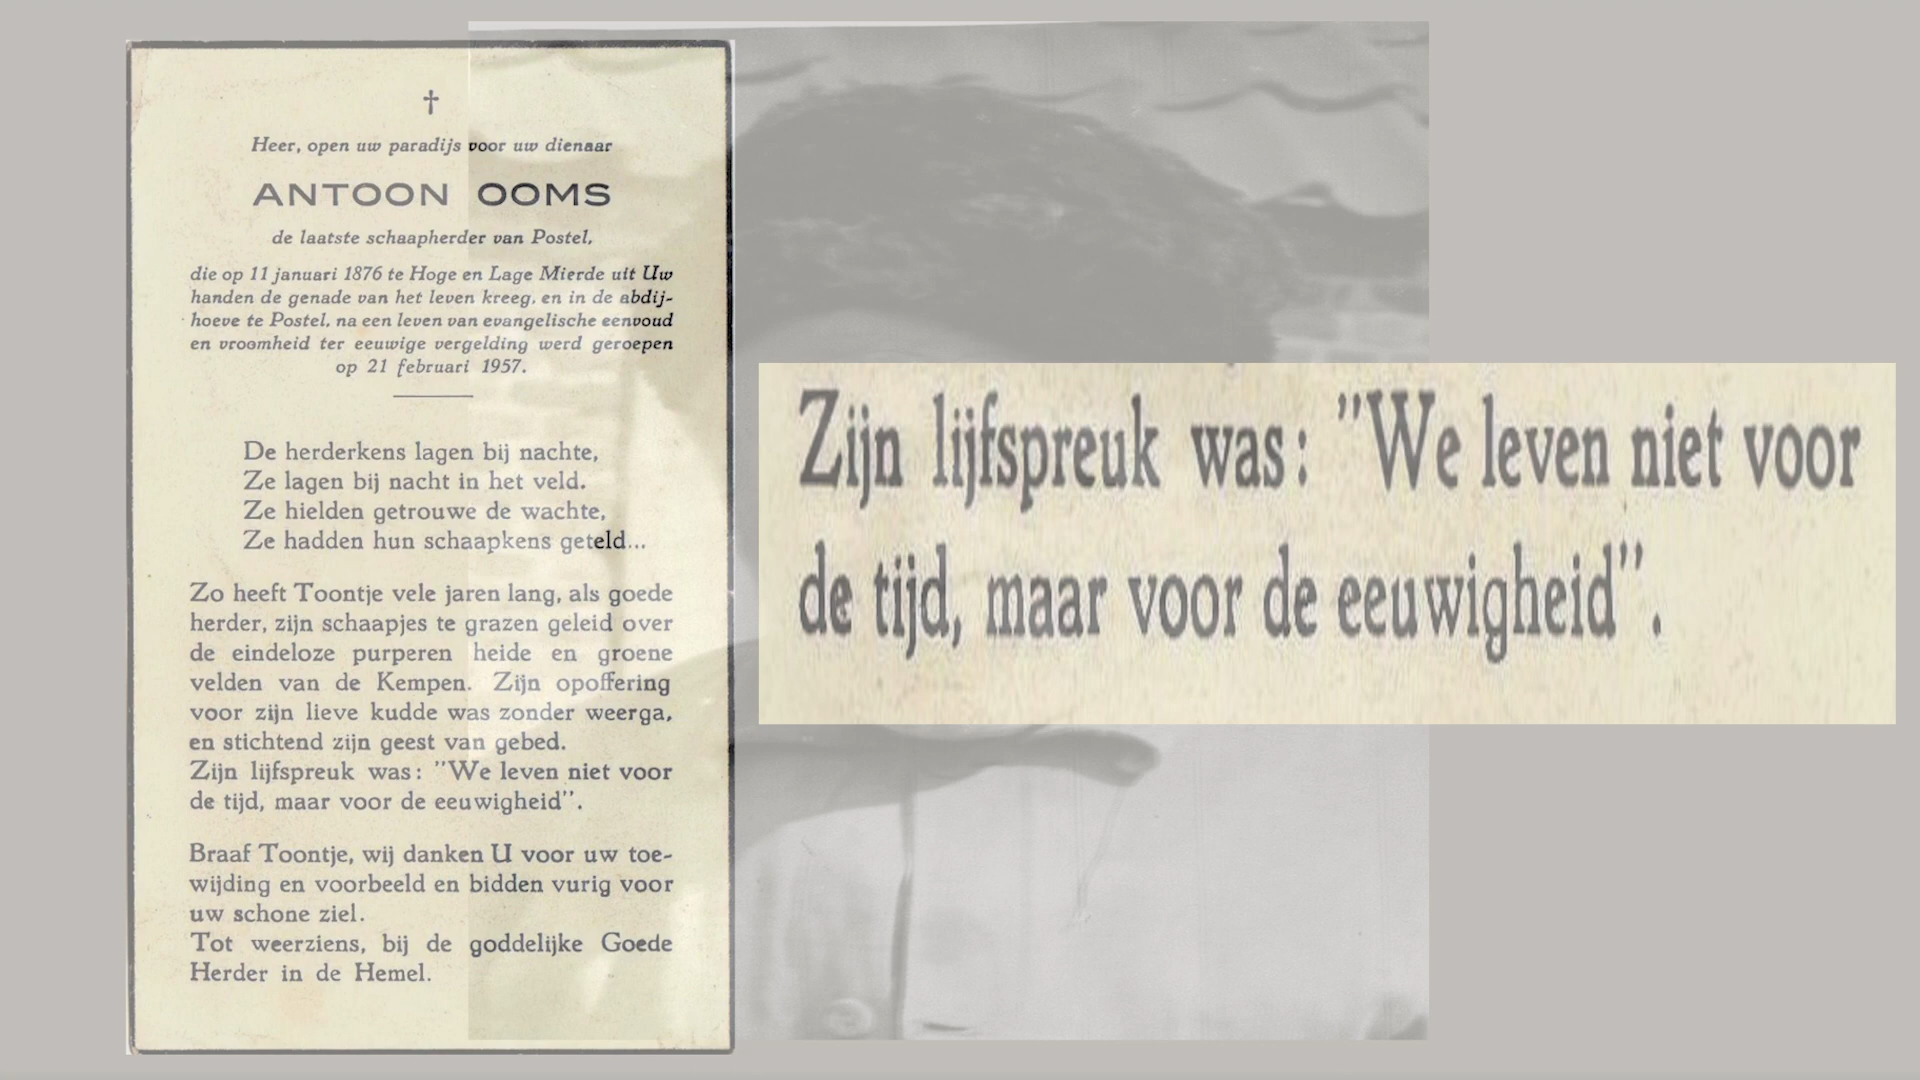 †
Heer, open uw paradijs voor uw dienaar
ANTOON OOMS
de laatste schaapherder van Postel,
die op 11 januari 1876 te Hoge en Lage Mierde uit Uw
handen de genade van het leven kreeg, en in de abdij-
hoeve te Postel, na een leven van evangelische eenvoud
en vroomheid ter eeuwige vergelding werd geroepen
op 21 februari 1957.
De herderkens lagen bij nachte,
Ze lagen bij nacht in het veld.
Ze hielden getrouwe de wachte,
Ze hadden hun schaapkens geteld...
Zo heeft Toontje vele jaren lang, als goede
herder, zijn schaapjes te grazen geleid over
de eindeloze purperen heide en groene
velden van de Kempen. Zijn opoffering
voor zijn lieve kudde was zonder weerga,
en stichtend zijn geest van gebed.
Zijn lijfspreuk was: "We leven niet voor
de tijd, maar voor de eeuwigheid".
Braaf Toontje, wij danken U voor uw toe-
wijding en voorbeeld en bidden vurig voor
uw schone ziel.
Tot weerziens, bij de goddelijke Goede
Herder in de Hemel.
Zijn lijfspreuk was: "We leven niet voor
de tijd, maar voor de eeuwigheid".